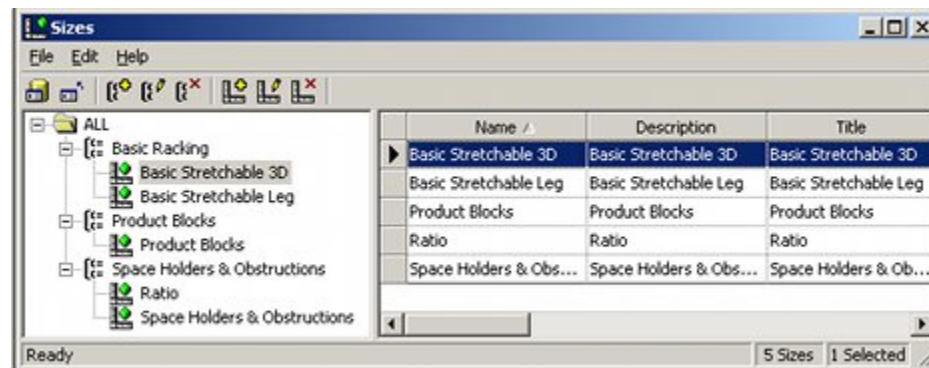 Sizes
File Edit Help
ALL
Basic Racking
Basic Stretchable 3D
Basic Stretchable Leg
Product Blocks
Product Blocks
Space Holders & Obstructions
Ratio
Space Holders & Obstructions
Name Description Title
Basic Stretchable 3D Basic Stretchable 3D Basic Stretchable 3D
Basic Stretchable Leg Basic Stretchable Leg Basic Stretchable Leg
Product Blocks Product Blocks Product Blocks
Ratio Ratio Ratio
Space Holders & Obs... Space Holders & Obs... Space Holders & Ob...
Ready 5 Sizes 1 Selected